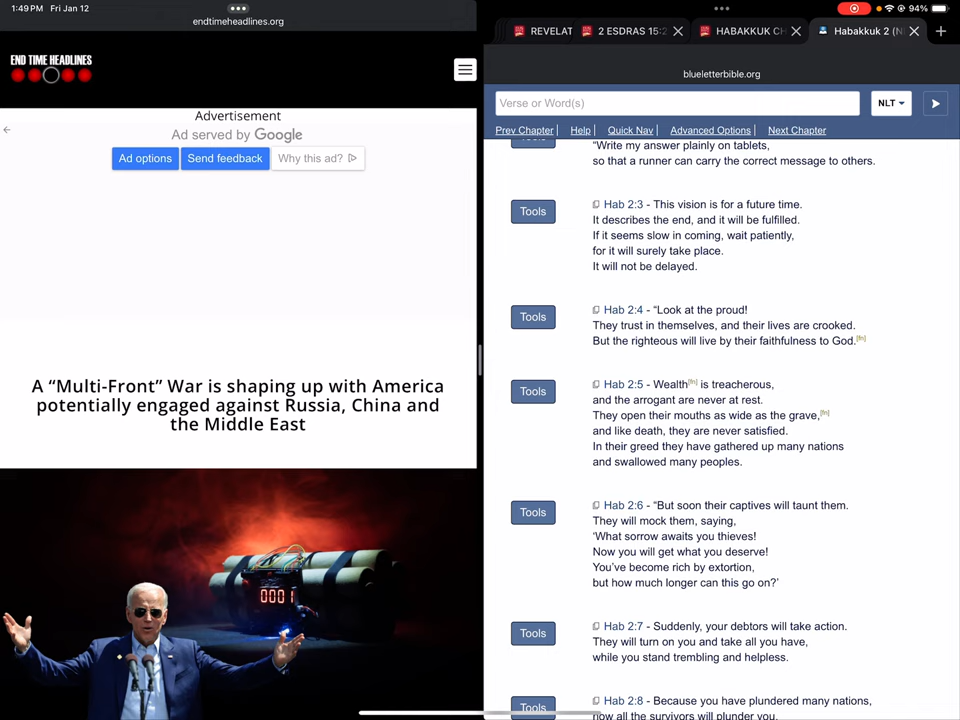 1:49 PM Fri Jan 12
94%
endtimeheadlines.org
REVELAT
2 ESDRAS 15:2
HABAKKUK CH
Habakkuk 2 (N
blueletterbible.org
END TIME HEADLINES
Verse or Word(s)
NLT
Prev Chapter | Help | Quick Nav | Advanced Options | Next Chapter
Advertisement
Ad served by Google
Ad options
Send feedback
Why this ad?
A “Multi-Front” War is shaping up with America
potentially engaged against Russia, China and
the Middle East
0001
Tools
“Write my answer plainly on tablets,
so that a runner can carry the correct message to others.
Tools
Hab 2:3 - This vision is for a future time.
It describes the end, and it will be fulfilled.
If it seems slow in coming, wait patiently,
for it will surely take place.
It will not be delayed.
Tools
Hab 2:4 - “Look at the proud!
They trust in themselves, and their lives are crooked.
But the righteous will live by their faithfulness to God.[fn]
Tools
Hab 2:5 - Wealth[fn] is treacherous,
and the arrogant are never at rest.
They open their mouths as wide as the grave,[fn]
and like death, they are never satisfied.
In their greed they have gathered up many nations
and swallowed many peoples.
Tools
Hab 2:6 - “But soon their captives will taunt them.
They will mock them, saying,
‘What sorrow awaits you thieves!
Now you will get what you deserve!
You’ve become rich by extortion,
but how much longer can this go on?’
Tools
Hab 2:7 - Suddenly, your debtors will take action.
They will turn on you and take all you have,
while you stand trembling and helpless.
Tools
Hab 2:8 - Because you have plundered many nations,
now all the survivors will plunder you.